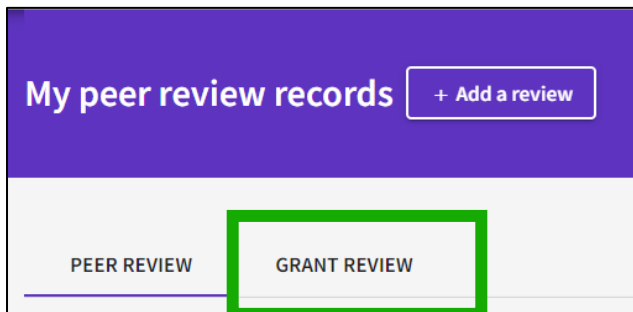 My peer review records
+ Add a review
PEER REVIEW
GRANT REVIEW